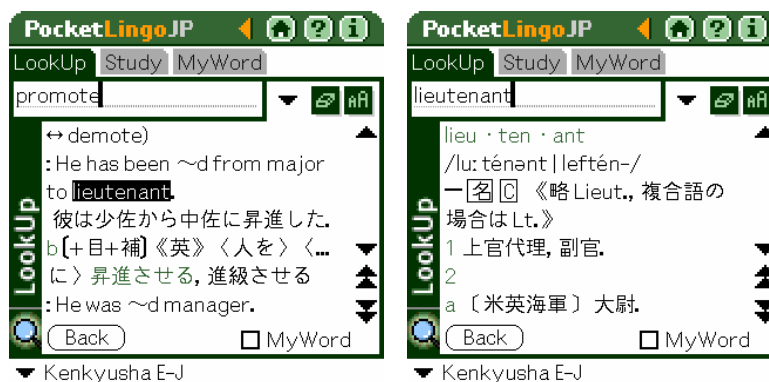 PocketLingoJP
LookUp Study MyWord
promote
↔demote)
:He has been ～d from major
to lieutenant.
彼は少佐から中佐に昇進した.
b〔+目+補〕《英》〈人を〉〈…
に〉昇進させる, 進級させる
:He was ～d manager.
LookUp
Back MyWord
Kenkyusha E-J
PocketLingoJP
LookUp Study MyWord
lieutenant
lieu・ten・ant
/lu:ténənt|leftén-/
━名 C 《略 Lieut., 複合語の
場合は Lt.》
1 上官代理, 副官.
2
a 〔米英海軍〕 大尉.
LookUp
Back MyWord
Kenkyusha E-J